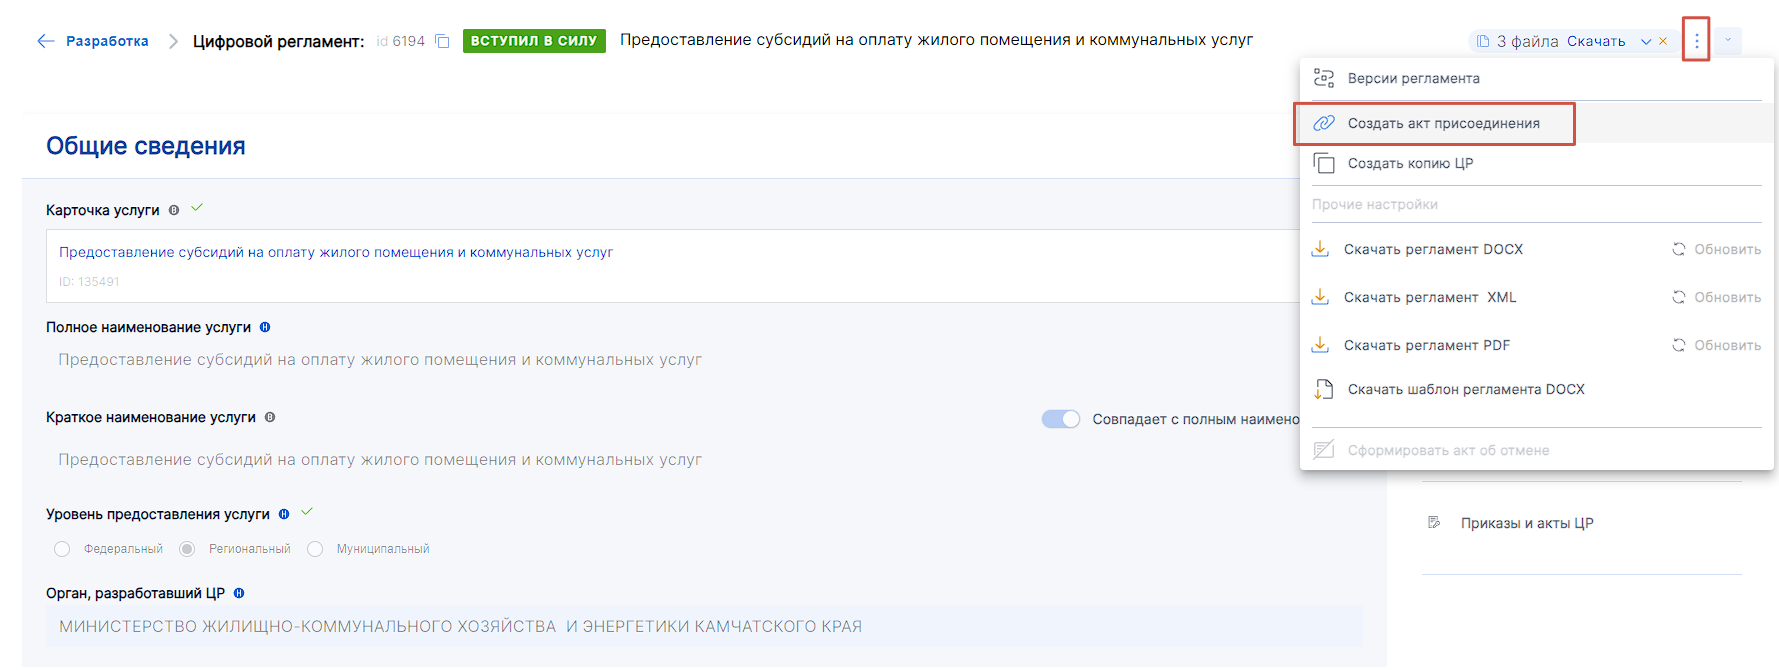 Разработка
Цифровой регламент: id 6194 ВСТУПИЛ В СИЛУ Предоставление субсидий на оплату жилого помещения и коммунальных услуг
3 файла Скачать
Версии регламента
Создать акт присоединения
Создать копию ЦР
Прочие настройки
Скачать регламент DOCX Обновить
Скачать регламент XML Обновить
Скачать регламент PDF Обновить
Скачать шаблон регламента DOCX
Сформировать акт об отмене
Приказы и акты ЦР
Общие сведения
Карточка услуги
Предоставление субсидий на оплату жилого помещения и коммунальных услуг
ID: 135491
Полное наименование услуги
Предоставление субсидий на оплату жилого помещения и коммунальных услуг
Краткое наименование услуги
Совпадает с полным наимено
Предоставление субсидий на оплату жилого помещения и коммунальных услуг
Уровень предоставления услуги
Федеральный Региональный Муниципальный
Орган, разработавший ЦР
МИНИСТЕРСТВО ЖИЛИЩНО-КОММУНАЛЬНОГО ХОЗЯЙСТВА И ЭНЕРГЕТИКИ КАМЧАТСКОГО КРАЯ